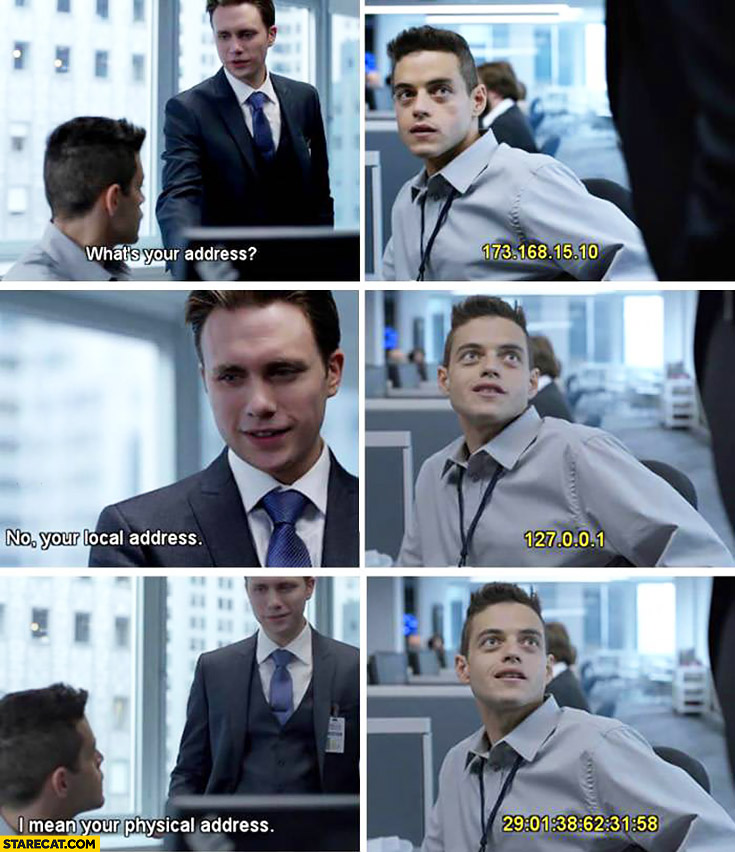 What's your address?
173.168.15.10
No, your local address.
127.0.0.1
I mean your physical address.
29:01:38:62:31:58
STARECAT.COM